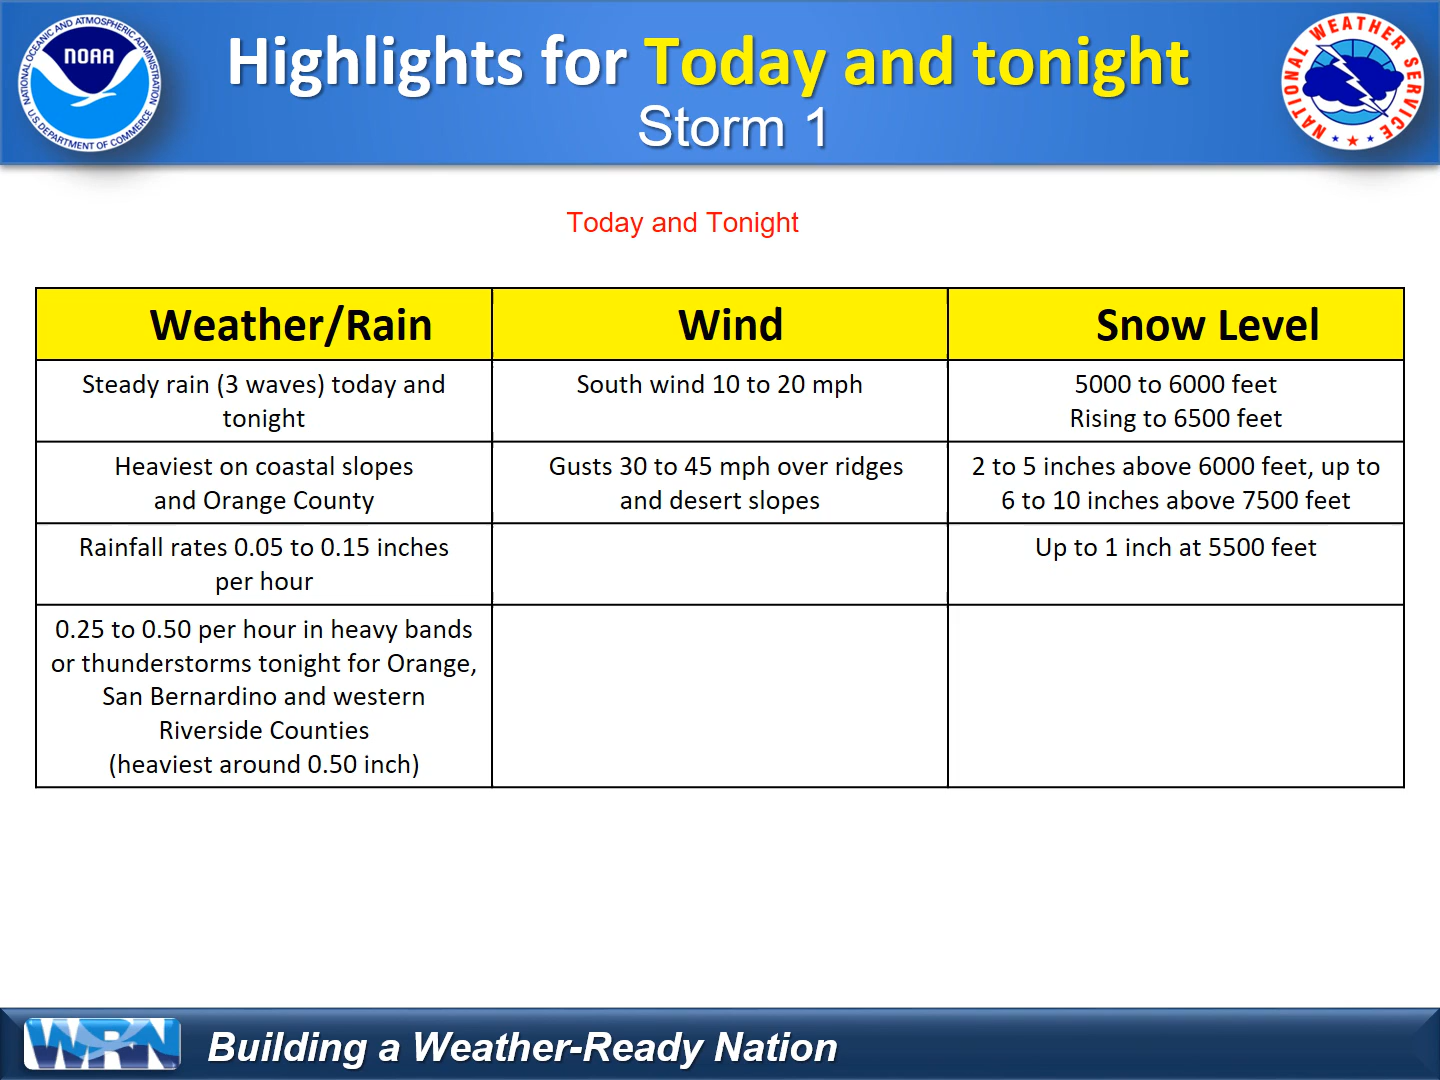 NATIONAL OCEANIC AND ATMOSPHERIC ADMINISTRATION
NOAA
U.S. DEPARTMENT OF COMMERCE
Highlights for Today and tonight
Storm 1
NATIONAL WEATHER SERVICE
Today and Tonight
Weather/Rain
Wind
Snow Level
Steady rain (3 waves) today and
tonight
South wind 10 to 20 mph
5000 to 6000 feet
Rising to 6500 feet
Heaviest on coastal slopes
and Orange County
Gusts 30 to 45 mph over ridges
and desert slopes
2 to 5 inches above 6000 feet, up to
6 to 10 inches above 7500 feet
Rainfall rates 0.05 to 0.15 inches
per hour
Up to 1 inch at 5500 feet
0.25 to 0.50 per hour in heavy bands
or thunderstorms tonight for Orange,
San Bernardino and western
Riverside Counties
(heaviest around 0.50 inch)
WRN
Building a Weather-Ready Nation